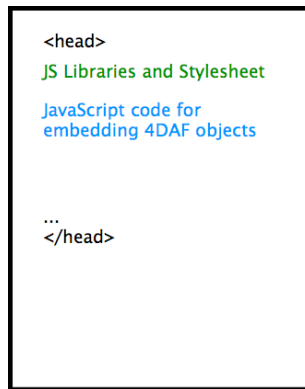 <head>
JS Libraries and Stylesheet
JavaScript code for
embedding 4DAF objects
...
</head>